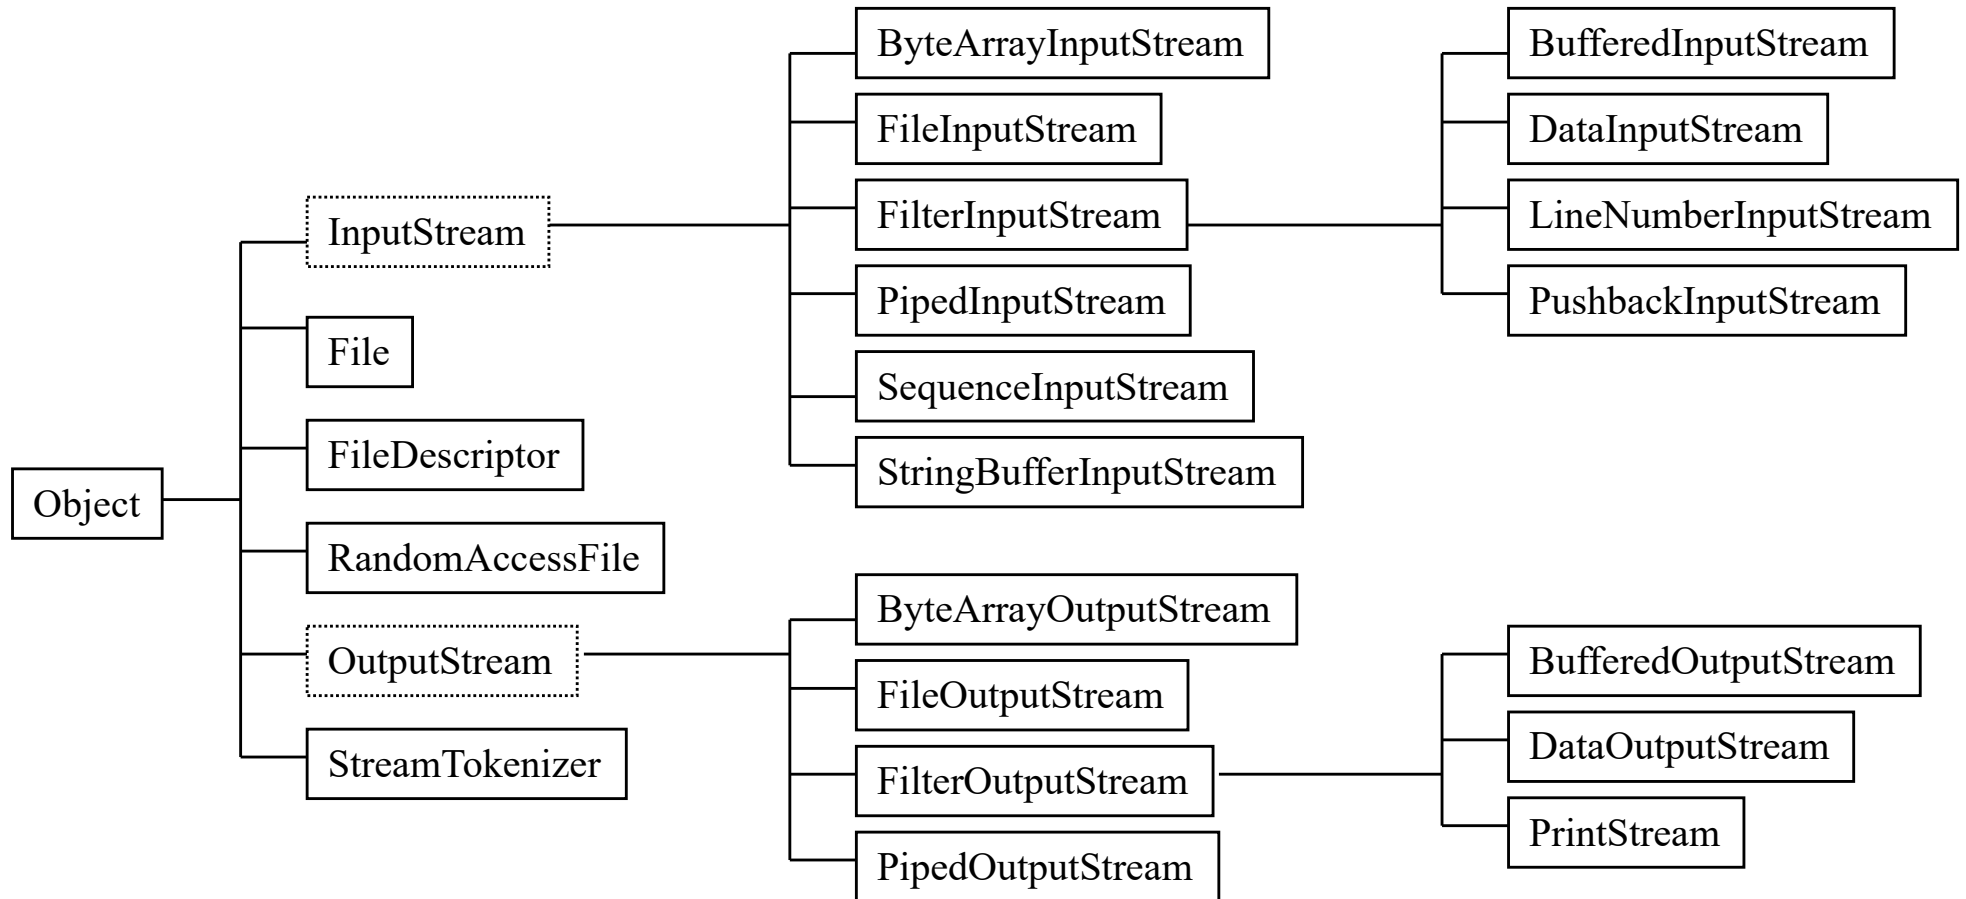 Object
InputStream
File
FileDescriptor
RandomAccessFile
OutputStream
StreamTokenizer
ByteArrayInputStream
FileInputStream
FilterInputStream
PipedInputStream
SequenceInputStream
StringBufferInputStream
ByteArrayOutputStream
FileOutputStream
FilterOutputStream
PipedOutputStream
BufferedInputStream
DataInputStream
LineNumberInputStream
PushbackInputStream
BufferedOutputStream
DataOutputStream
PrintStream